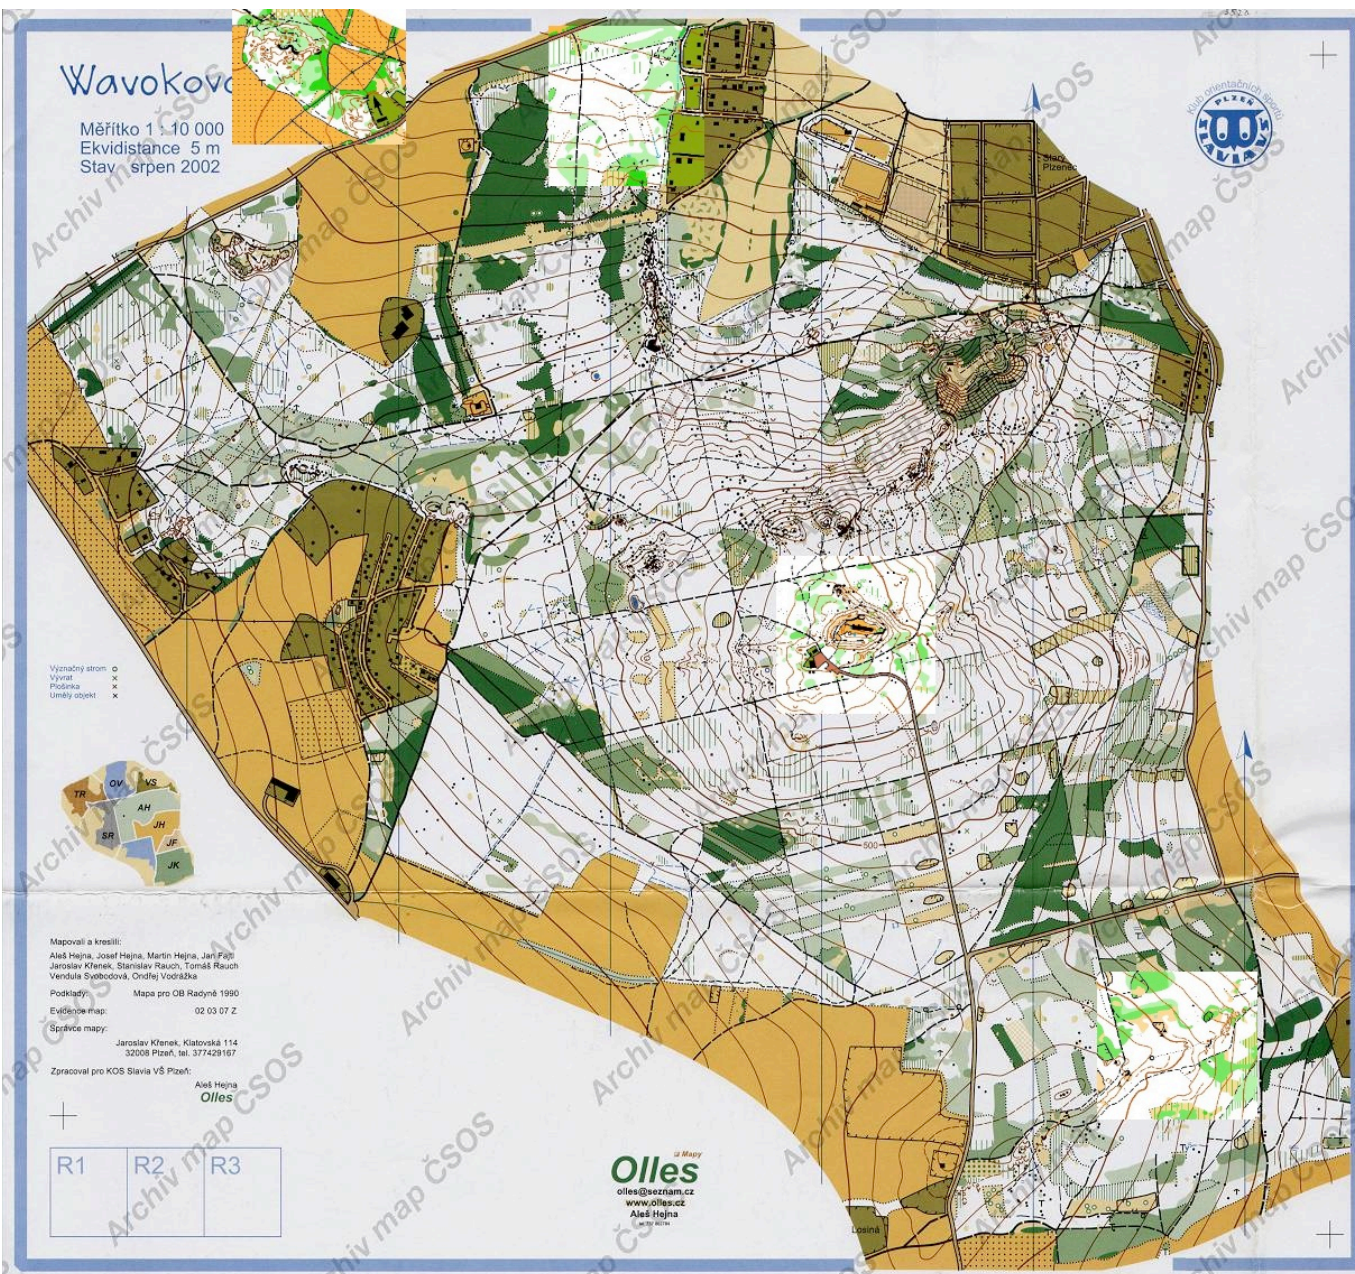 Wavokov
Měřítko 1 : 10 000
Ekvidistance 5 m
Stav srpen 2002
Klub orientačních sportů
PLZEŇ
SLAVIA VŠ
Starý
Plzenec
Význačný strom
Vývrat
Plošinka
Umělý objekt
TR
OV
VS
AH
SR
JH
JF
JK
500
Mapovali a kreslili:
Aleš Hejna, Josef Hejna, Martin Hejna, Jan Fajtl
Jaroslav Křenek, Stanislav Rauch, Tomáš Rauch
Vendula Svobodová, Ondřej Vodrážka
Podklady: Mapa pro OB Radyně 1990
Evidence map: 02 03 07 Z
Správce mapy:
Jaroslav Křenek, Klatovská 114
32008 Plzeň, tel. 377429167
Zpracoval pro KOS Slavia VŠ Plzeň:
Aleš Hejna
Olles
R1 R2 R3
Mapy
Olles
olles@seznam.cz
www.olles.cz
Aleš Hejna
Losiná
Archiv map ČSOS